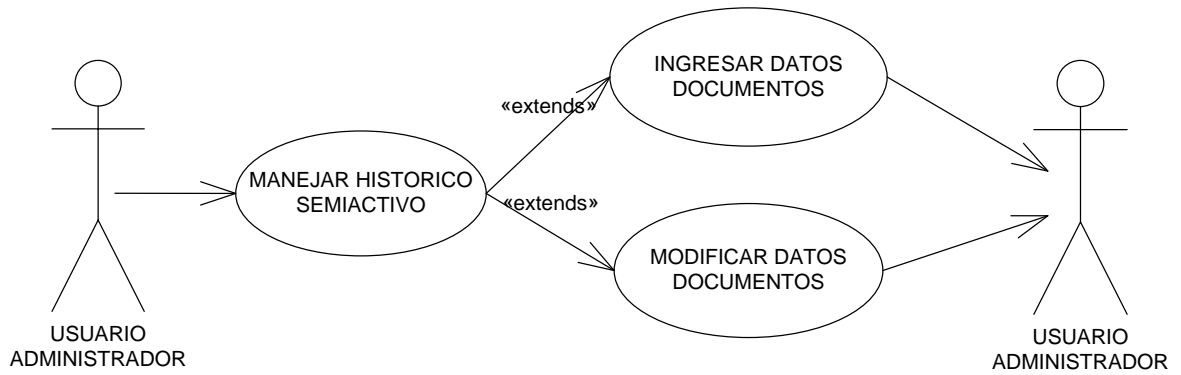 USUARIO
ADMINISTRADOR
MANEJAR HISTORICO
SEMIACTIVO
«extends»
«extends»
INGRESAR DATOS
DOCUMENTOS
MODIFICAR DATOS
DOCUMENTOS
USUARIO
ADMINISTRADOR